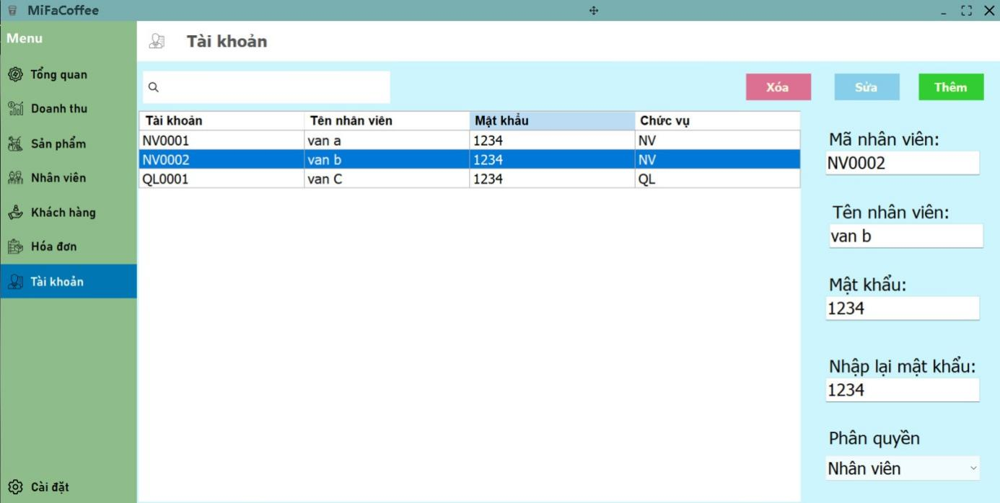 MiFaCoffee
Menu
Tổng quan
Doanh thu
Sản phẩm
Nhân viên
Khách hàng
Hóa đơn
Tài khoản
Cài đặt
Tài khoản
Xóa Sửa Thêm
Tài khoản Tên nhân viên Mật khẩu Chức vụ
NV0001 van a 1234 NV
NV0002 van b 1234 NV
QL0001 van C 1234 QL
Mã nhân viên:
NV0002
Tên nhân viên:
van b
Mật khẩu:
1234
Nhập lại mật khẩu:
1234
Phân quyền
Nhân viên